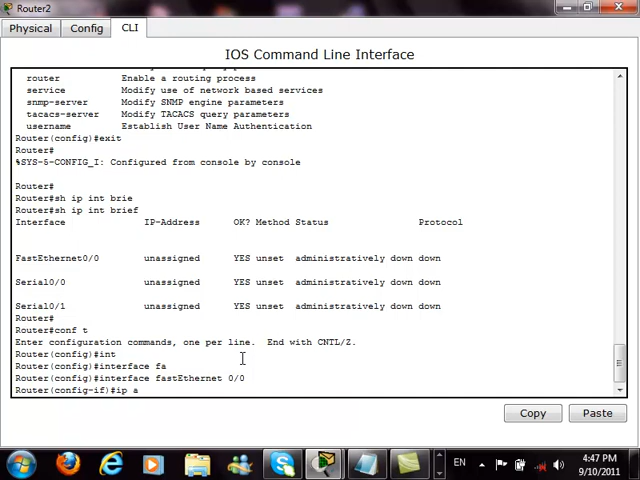 Router2
Physical Config CLI
IOS Command Line Interface
router Enable a routing process
service Modify use of network based services
snmp-server Modify SNMP engine parameters
tacacs-server Modify TACACS query parameters
username Establish User Name Authentication
Router(config)#exit
Router#
%SYS-5-CONFIG_I: Configured from console by console
Router#
Router#sh ip int brie
Router#sh ip int brief
Interface IP-Address OK? Method Status Protocol
FastEthernet0/0 unassigned YES unset administratively down down
Serial0/0 unassigned YES unset administratively down down
Serial0/1 unassigned YES unset administratively down down
Router#
Router#conf t
Enter configuration commands, one per line. End with CNTL/Z.
Router(config)#int
Router(config)#interface fa
Router(config)#interface fastEthernet 0/0
Router(config-if)#ip a
Copy Paste
EN
4:47 PM
9/10/2011